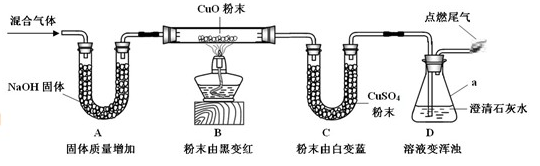 CuO 粉末
点燃尾气
混合气体
NaOH 固体
CuSO4
粉末
a
澄清石灰水
A
B
C
D
固体质量增加
粉末由黑变红
粉末由白变蓝
溶液变浑浊